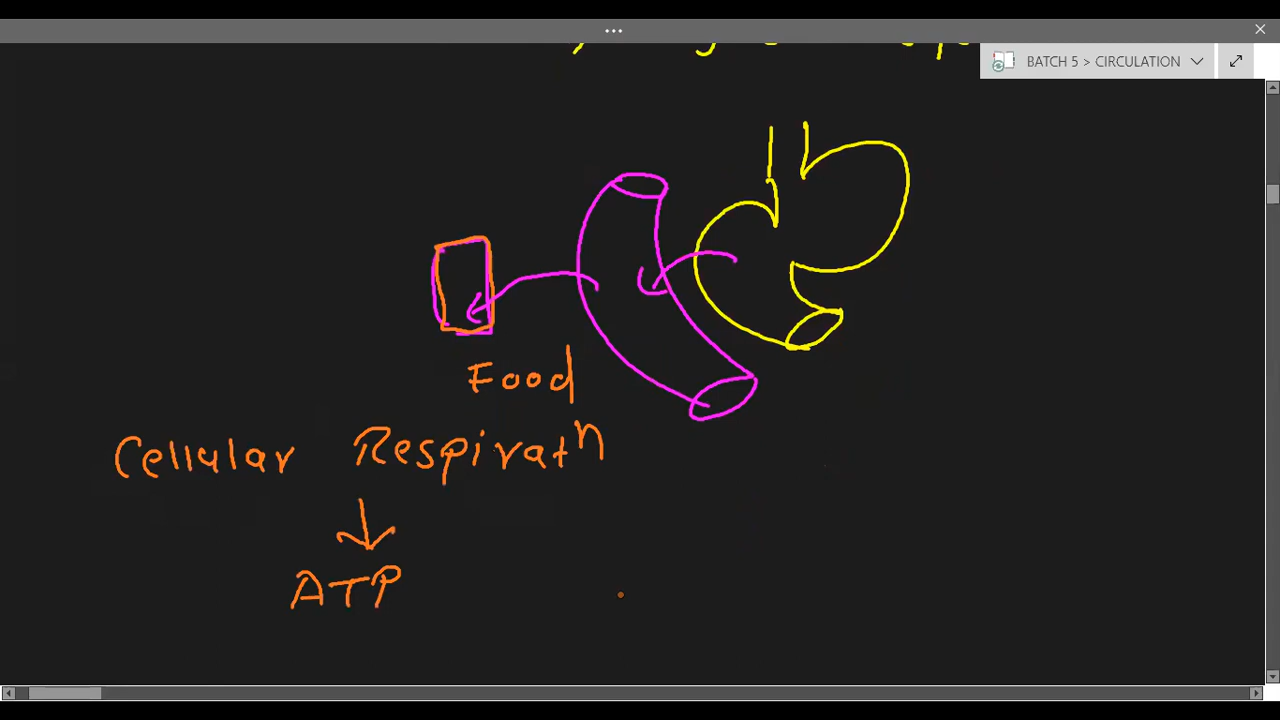 BATCH 5 > CIRCULATION
Food
Cellular Respiratn
ATP